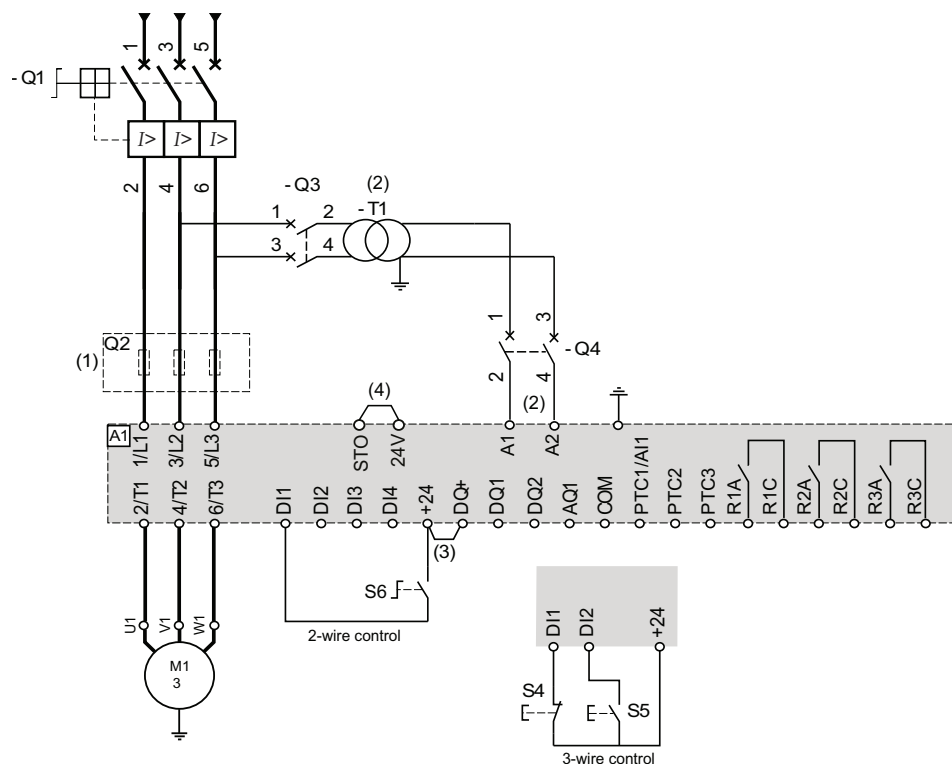 1 3 5
- Q1
I> I> I>
2 4 6
- Q3 (2)
1 2 - T1
3 4
1 3
Q2
(1)
- Q4
2 4
(4) (2)
A1
1/L1 3/L2 5/L3 STO 24V A1 A2
2/T1 4/T2 6/T3 DI1 DI2 DI3 DI4 +24 DQ+ DQ1 DQ2 AQ1 COM PTC1/AI1 PTC2 PTC3 R1A R1C R2A R2C R3A R3C
(3)
S6
U1 V1 W1
2-wire control
M1
3
DI1 DI2 +24
S4 S5
3-wire control